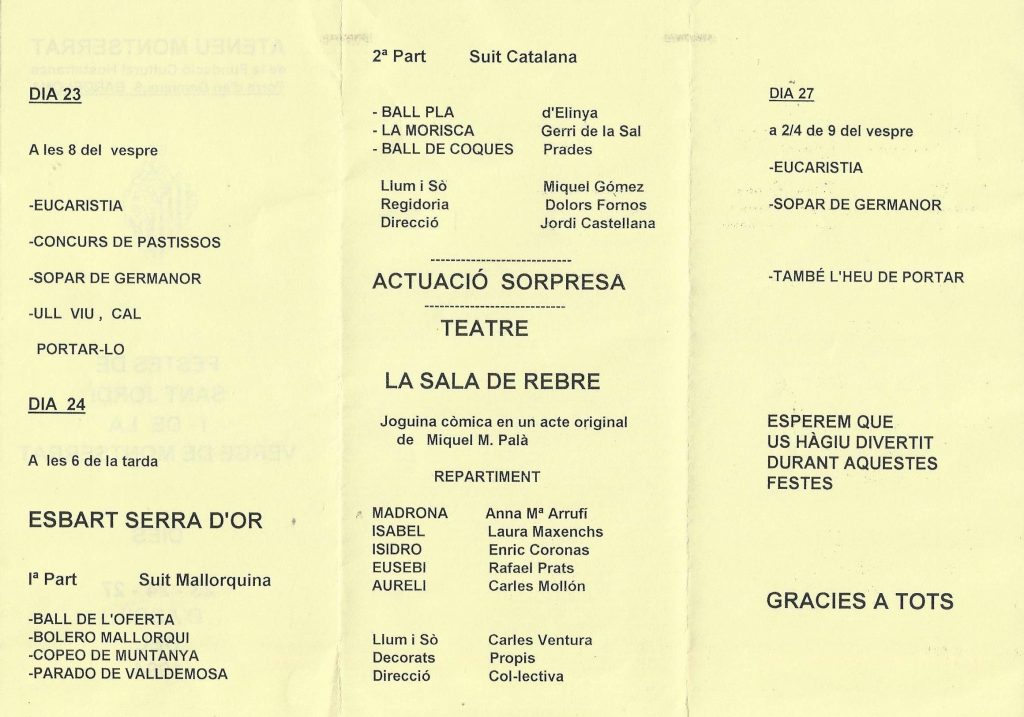 DIA 23
A les 8 del vespre
-EUCARISTIA
-CONCURS DE PASTISSOS
-SOPAR DE GERMANOR
-ULL VIU , CAL
PORTAR-LO
DIA 24
A les 6 de la tarda
ESBART SERRA D'OR
Iª Part Suit Mallorquina
-BALL DE L'OFERTA
-BOLERO MALLORQUI
-COPEO DE MUNTANYA
-PARADO DE VALLDEMOSA
2ª Part Suit Catalana
- BALL PLA d'Elinya
- LA MORISCA Gerri de la Sal
- BALL DE COQUES Prades
Llum i Sò Miquel Gómez
Regidoria Dolors Fornos
Direcció Jordi Castellana
----------------------------
ACTUACIÓ SORPRESA
----------------------------
TEATRE
LA SALA DE REBRE
Joguina còmica en un acte original
de Miquel M. Palà
REPARTIMENT
MADRONA Anna Mª Arrufí
ISABEL Laura Maxenchs
ISIDRO Enric Coronas
EUSEBI Rafael Prats
AURELI Carles Mollón
Llum i Sò Carles Ventura
Decorats Propis
Direcció Col-lectiva
DIA 27
a 2/4 de 9 del vespre
-EUCARISTIA
-SOPAR DE GERMANOR
-TAMBÉ L'HEU DE PORTAR
ESPEREM QUE
US HÀGIU DIVERTIT
DURANT AQUESTES
FESTES
GRACIES A TOTS